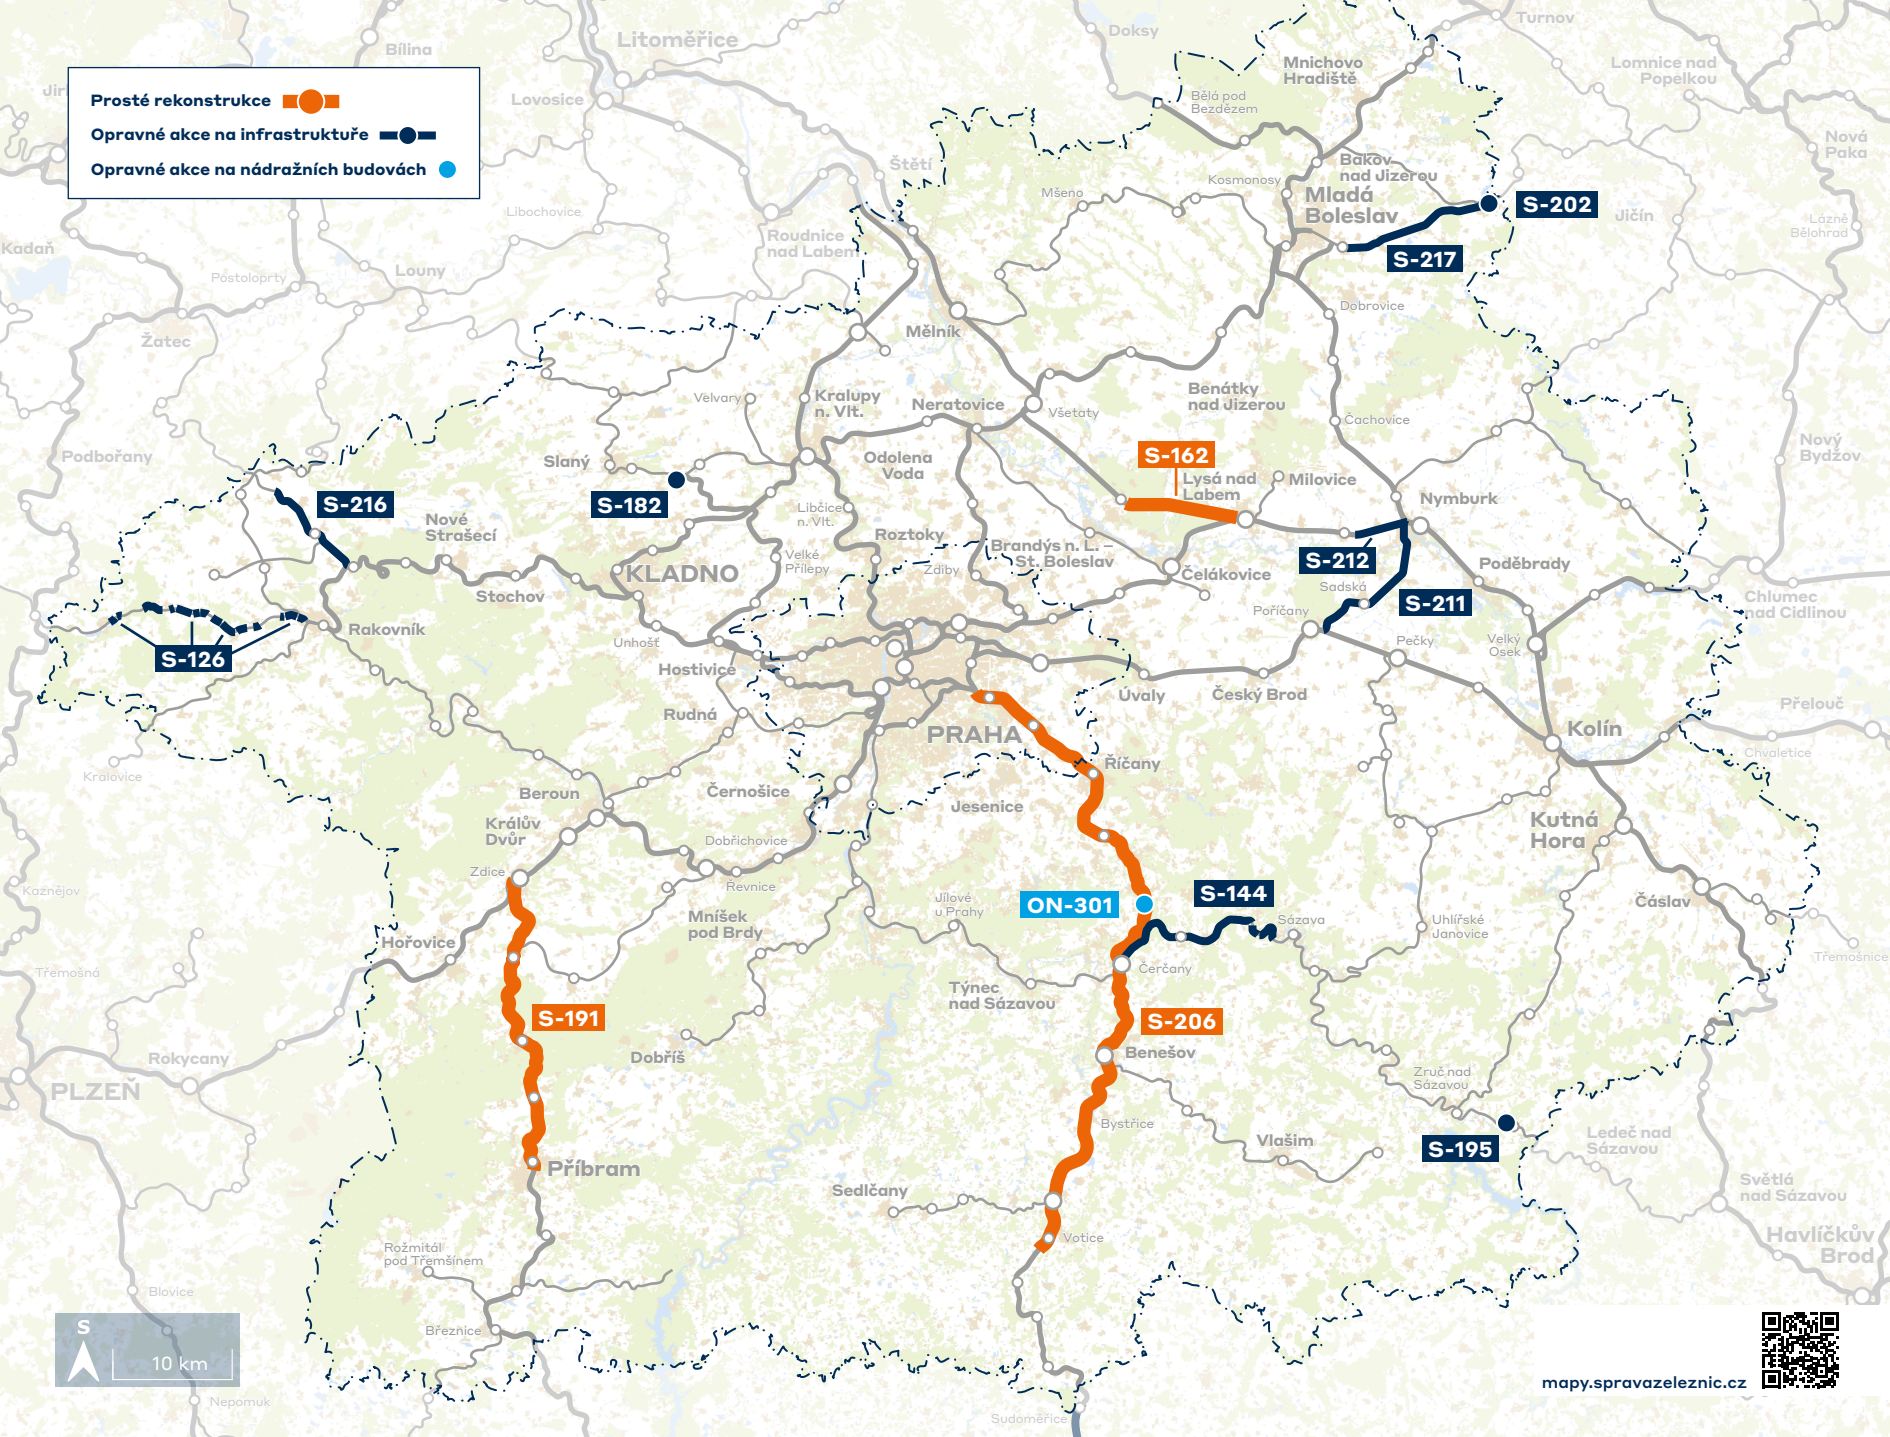 Prosté rekonstrukce
Opravné akce na infrastruktuře
Opravné akce na nádražních budovách
Bílina
Litoměřice
Lovosice
Doksy
Turnov
Mnichovo
Hradiště
Lomnice nad
Popelkou
Bělá pod
Bezdězem
Nová
Paka
Štětí
Bakov
nad Jizerou
Kosmonosy
Mšeno
Mladá
Boleslav
S-202
Jičín
Lázně
Bělohrad
Libochovice
Roudnice
nad Labem
Kadaň
Postoloprty
Louny
S-217
Dobrovice
Žatec
Mělník
Velvary
Kralupy
n. Vlt.
Neratovice
Všetaty
Benátky
nad Jizerou
Čachovice
Podbořany
Slaný
Odolena
Voda
S-162
Lysá nad
Labem
Milovice
Nový
Bydžov
Nymburk
S-216
S-182
Libčice
n. Vlt.
Nové
Strašecí
Roztoky
Velké
Přílepy
Zdiby
Brandýs n. L. –
St. Boleslav
S-212
Čelákovice
Sadská
Poděbrady
KLADNO
Stochov
S-211
Poříčany
Chlumec
nad Cidlinou
Rakovník
Unhošť
Pečky
Velký
Osek
S-126
Hostivice
Úvaly
Český Brod
Rudná
PRAHA
Přelouč
Kolín
Chvaletice
Kralovice
Říčany
Beroun
Černošice
Jesenice
Králův
Dvůr
Dobřichovice
Kutná
Hora
Zdice
Řevnice
Kaznějov
ON-301
S-144
Čáslav
Jílové
u Prahy
Mníšek
pod Brdy
Sázava
Uhlířské
Janovice
Hořovice
Třemošnice
Třemošná
Čerčany
Týnec
nad Sázavou
S-191
S-206
Rokycany
Dobříš
Benešov
Zruč nad
Sázavou
PLZEŇ
Bystřice
Vlašim
S-195
Ledeč nad
Sázavou
Příbram
Sedlčany
Světlá
nad Sázavou
Votice
Havlíčkův
Brod
Rožmitál
pod Třemšínem
Blovice
Březnice
S
10 km
mapy.spravazeleznic.cz
Nepomuk
Sudoměřice